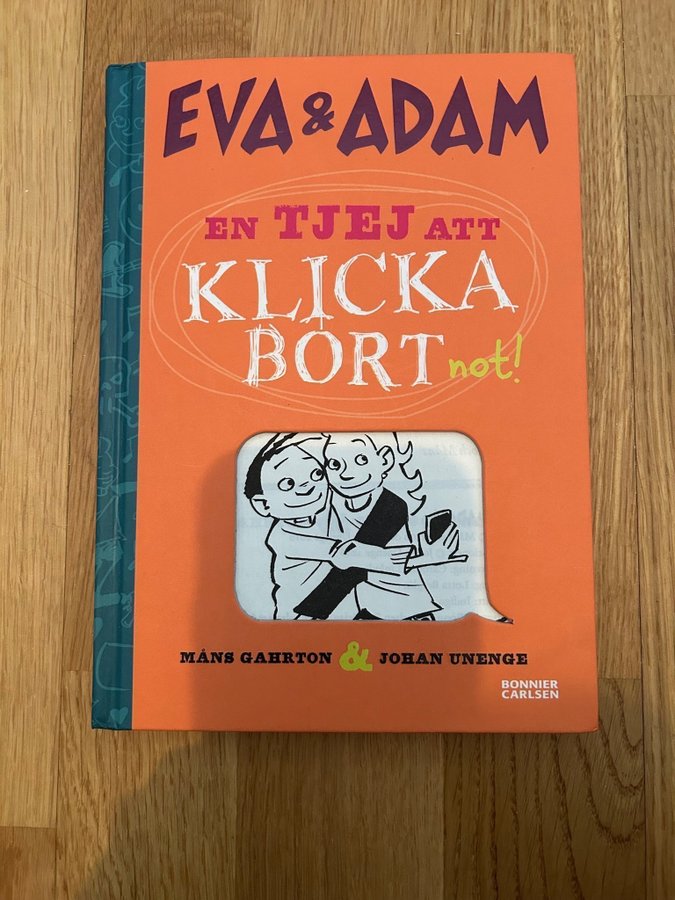 EVA & ADAM
EN TJEJ ATT
KLICKA
BORT not!
MÅNS GAHRTON & JOHAN UNENGE
BONNIER
CARLSEN